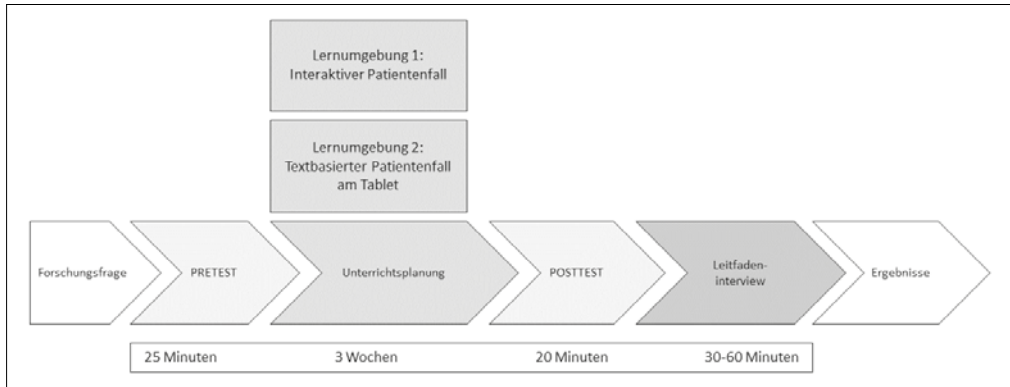 Lernumgebung 1:
Interaktiver Patientenfall
Lernumgebung 2:
Textbasierter Patientenfall
am Tablet
Forschungsfrage
PRETEST
Unterrichtsplanung
POSTTEST
Leitfaden-
interview
Ergebnisse
25 Minuten
3 Wochen
20 Minuten
30-60 Minuten